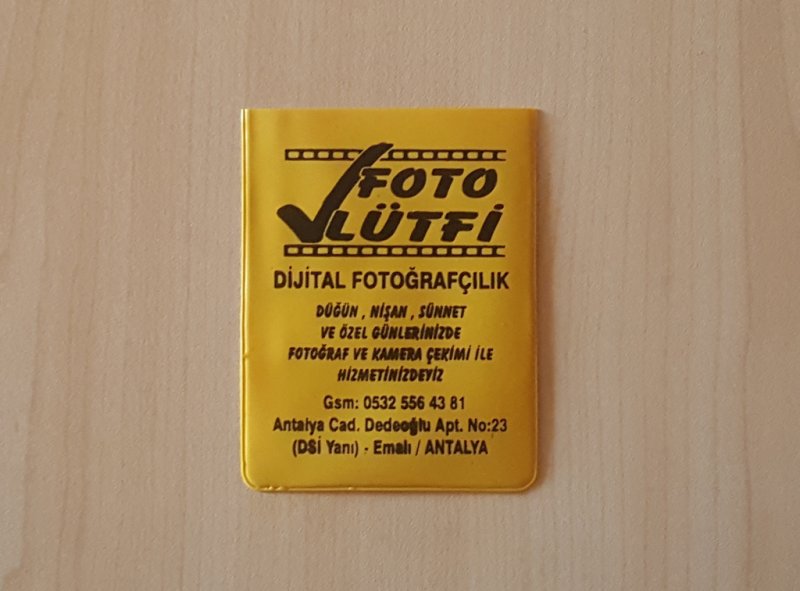 FOTO
LÜTFİ
DİJİTAL FOTOĞRAFÇILIK
DÜĞÜN , NİŞAN , SÜNNET
VE ÖZEL GÜNLERİNİZDE
FOTOĞRAF VE KAMERA ÇEKİMİ İLE
HİZMETİNİZDEYİZ
Gsm: 0532 556 43 81
Antalya Cad. Dedeoğlu Apt. No:23
(DSİ Yanı) - Emalı / ANTALYA